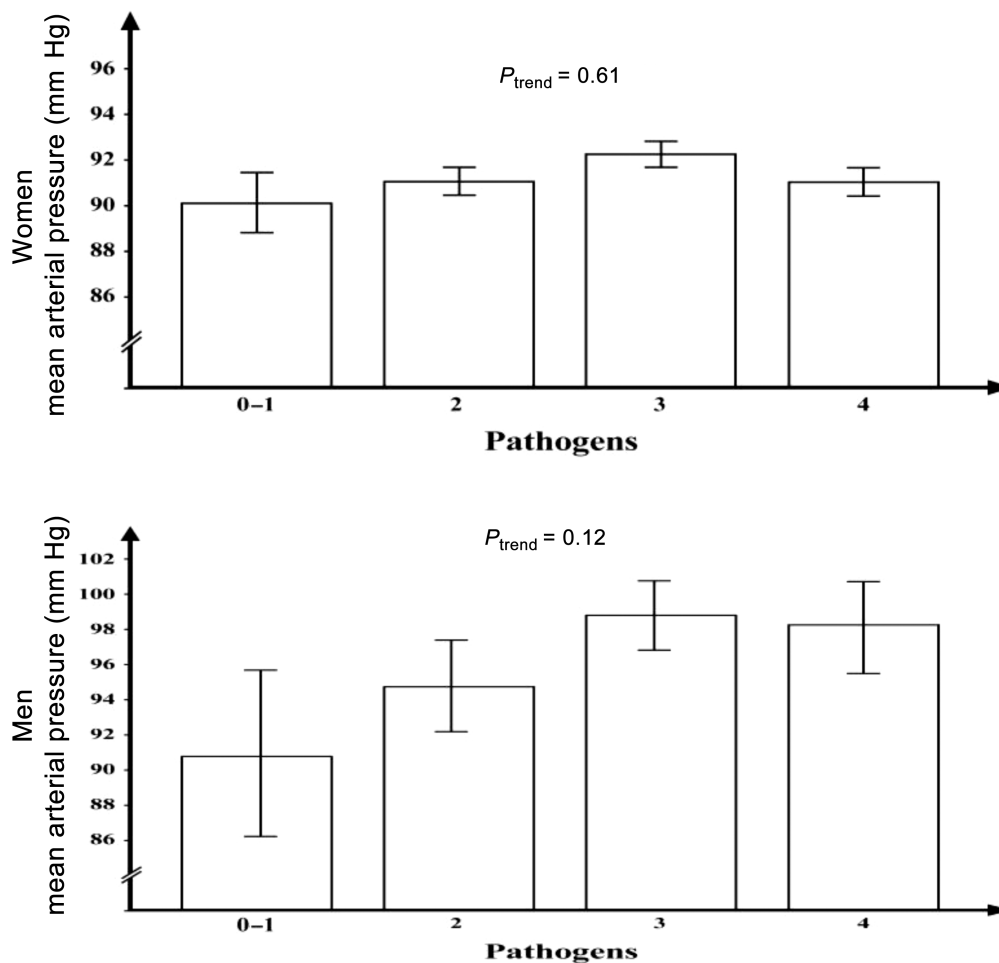 Women
mean arterial pressure (mm Hg)
P trend = 0.61
96
94
92
90
88
86
0–1 2 3 4
Pathogens
Men
mean arterial pressure (mm Hg)
P trend = 0.12
102
100
98
96
94
92
90
88
86
0–1 2 3 4
Pathogens